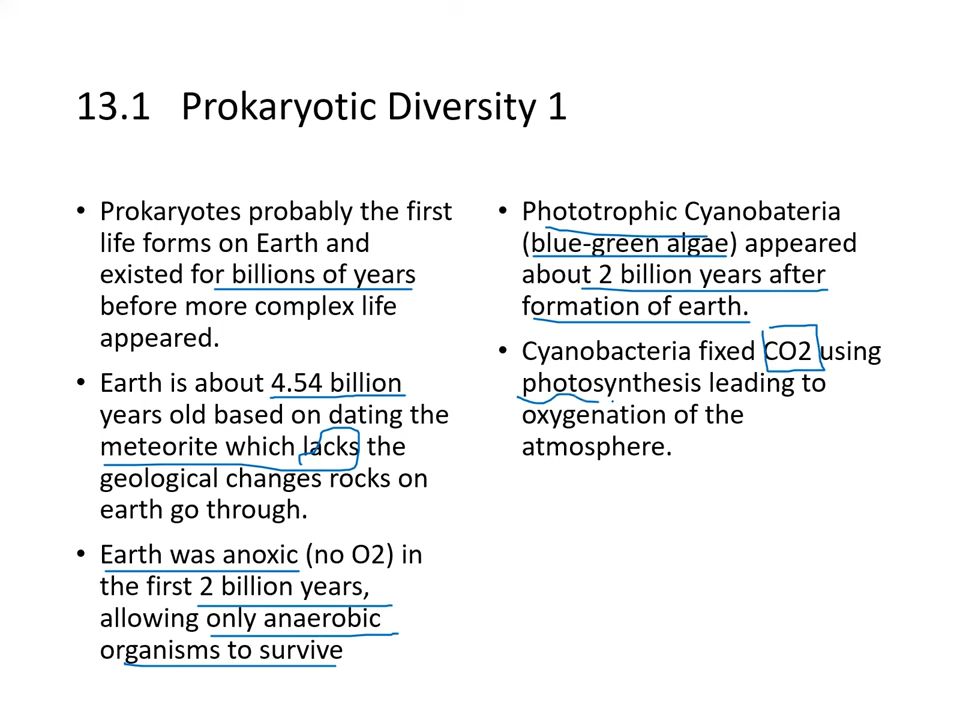 13.1 Prokaryotic Diversity 1
• Prokaryotes probably the first
life forms on Earth and
existed for billions of years
before more complex life
appeared.
• Earth is about 4.54 billion
years old based on dating the
meteorite which lacks the
geological changes rocks on
earth go through.
• Earth was anoxic (no O2) in
the first 2 billion years,
allowing only anaerobic
organisms to survive
• Phototrophic Cyanobateria
(blue-green algae) appeared
about 2 billion years after
formation of earth.
• Cyanobacteria fixed CO2 using
photosynthesis leading to
oxygenation of the
atmosphere.